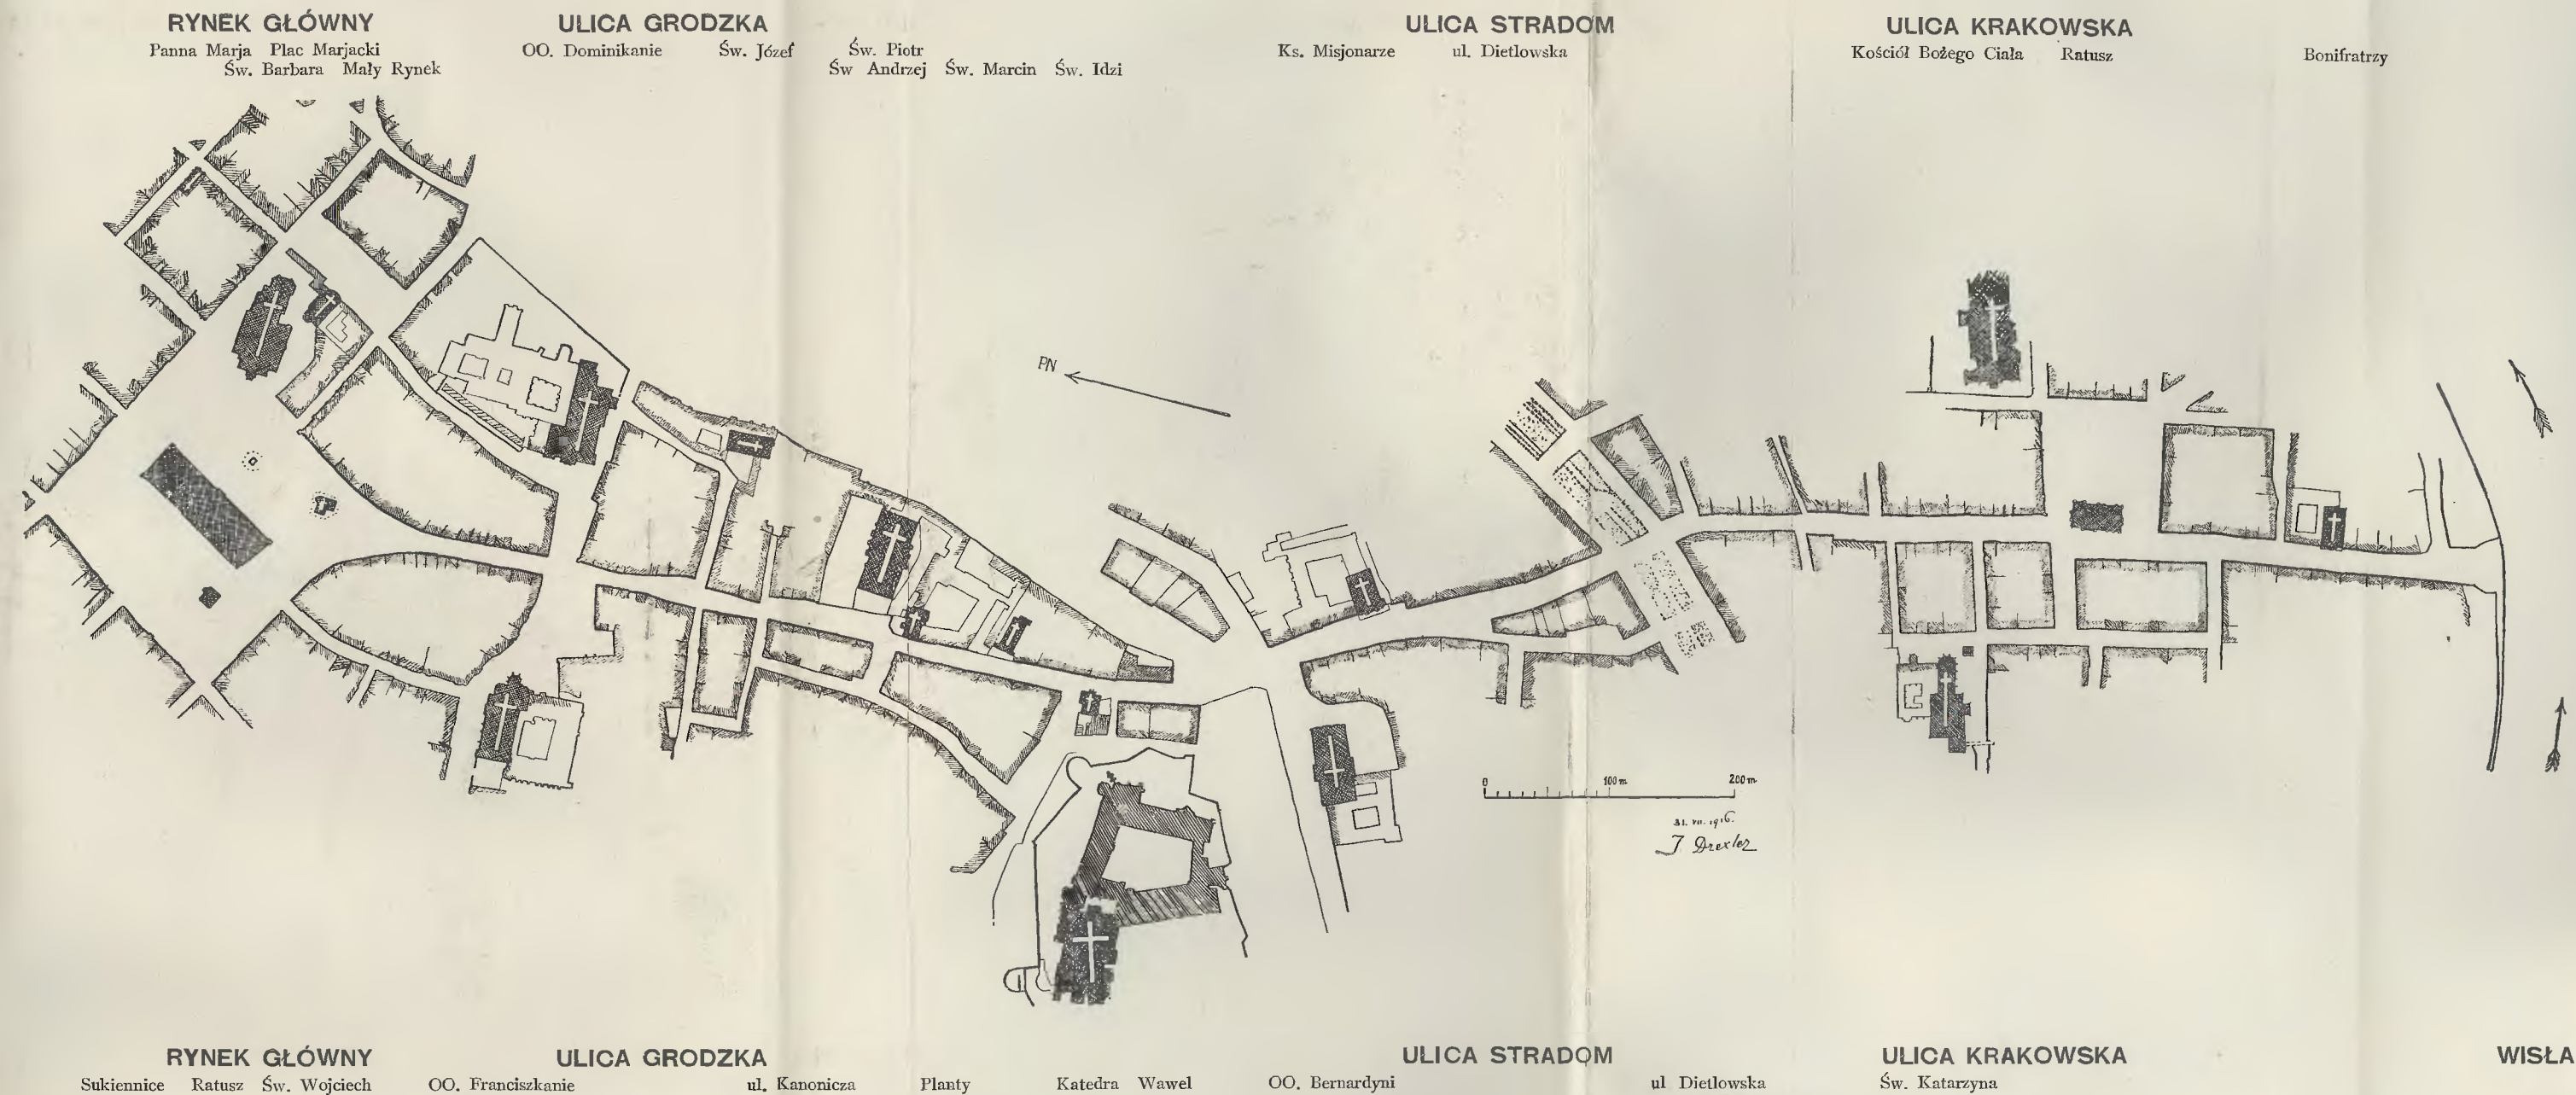 RYNEK GŁÓWNY ULICA GRODZKA ULICA STRADOM ULICA KRAKOWSKA
Panna Marja Plac Marjacki OO. Dominikanie Św. Józef Św. Piotr Ks. Misjonarze ul. Dietlowska Kościół Bożego Ciała Ratusz Bonifratrzy
Św. Barbara Mały Rynek Św Andrzej Św. Marcin Św. Idzi
PN
0 100 m 200 m
31. VII. 1916.
J Drexler
RYNEK GŁÓWNY ULICA GRODZKA ULICA STRADOM ULICA KRAKOWSKA WISŁA
Sukiennice Ratusz Św. Wojciech OO. Franciszkanie ul. Kanonicza Planty Katedra Wawel OO. Bernardyni ul Dietlowska Św. Katarzyna